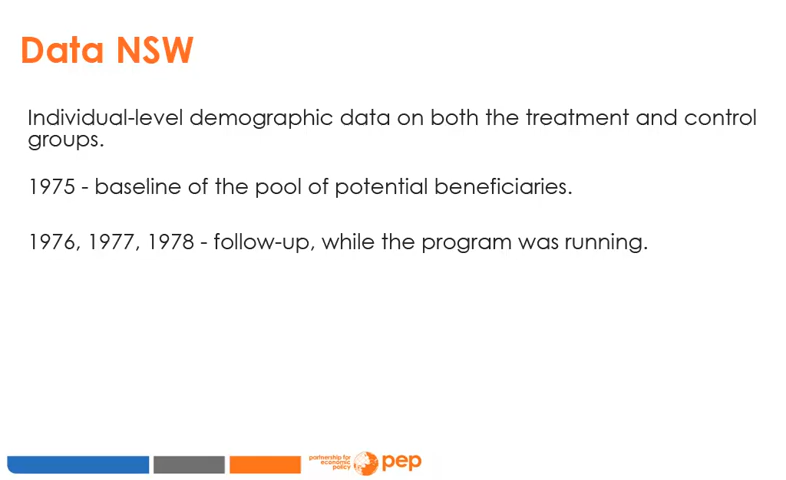 Data NSW
Individual-level demographic data on both the treatment and control
groups.
1975 - baseline of the pool of potential beneficiaries.
1976, 1977, 1978 - follow-up, while the program was running.
partnership for
economic
policy
pep